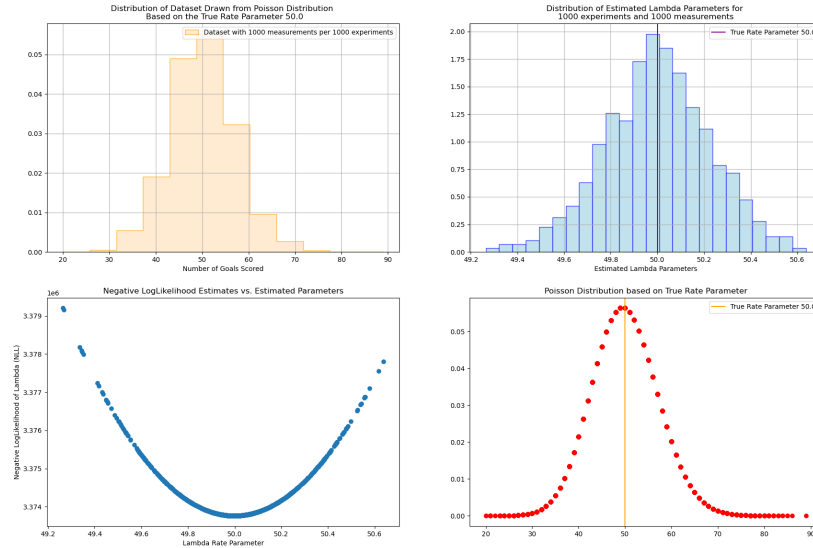 Distribution of Dataset Drawn from Poisson Distribution
Based on the True Rate Parameter 50.0
Dataset with 1000 measurements per 1000 experiments
0.05
0.04
0.03
0.02
0.01
0.00
20 30 40 50 60 70 80 90
Number of Goals Scored
Distribution of Estimated Lambda Parameters for
1000 experiments and 1000 measurements
True Rate Parameter 50.0
2.00
1.75
1.50
1.25
1.00
0.75
0.50
0.25
0.00
49.2 49.4 49.6 49.8 50.0 50.2 50.4 50.6
Estimated Lambda Parameters
Negative LogLikelihood Estimates vs. Estimated Parameters
1e6
3.379
3.378
3.377
3.376
3.375
3.374
Negative LogLikelihood of Lambda (NLL)
49.2 49.4 49.6 49.8 50.0 50.2 50.4 50.6
Lambda Rate Parameter
Poisson Distribution based on True Rate Parameter
True Rate Parameter 50.0
0.05
0.04
0.03
0.02
0.01
0.00
20 30 40 50 60 70 80 90